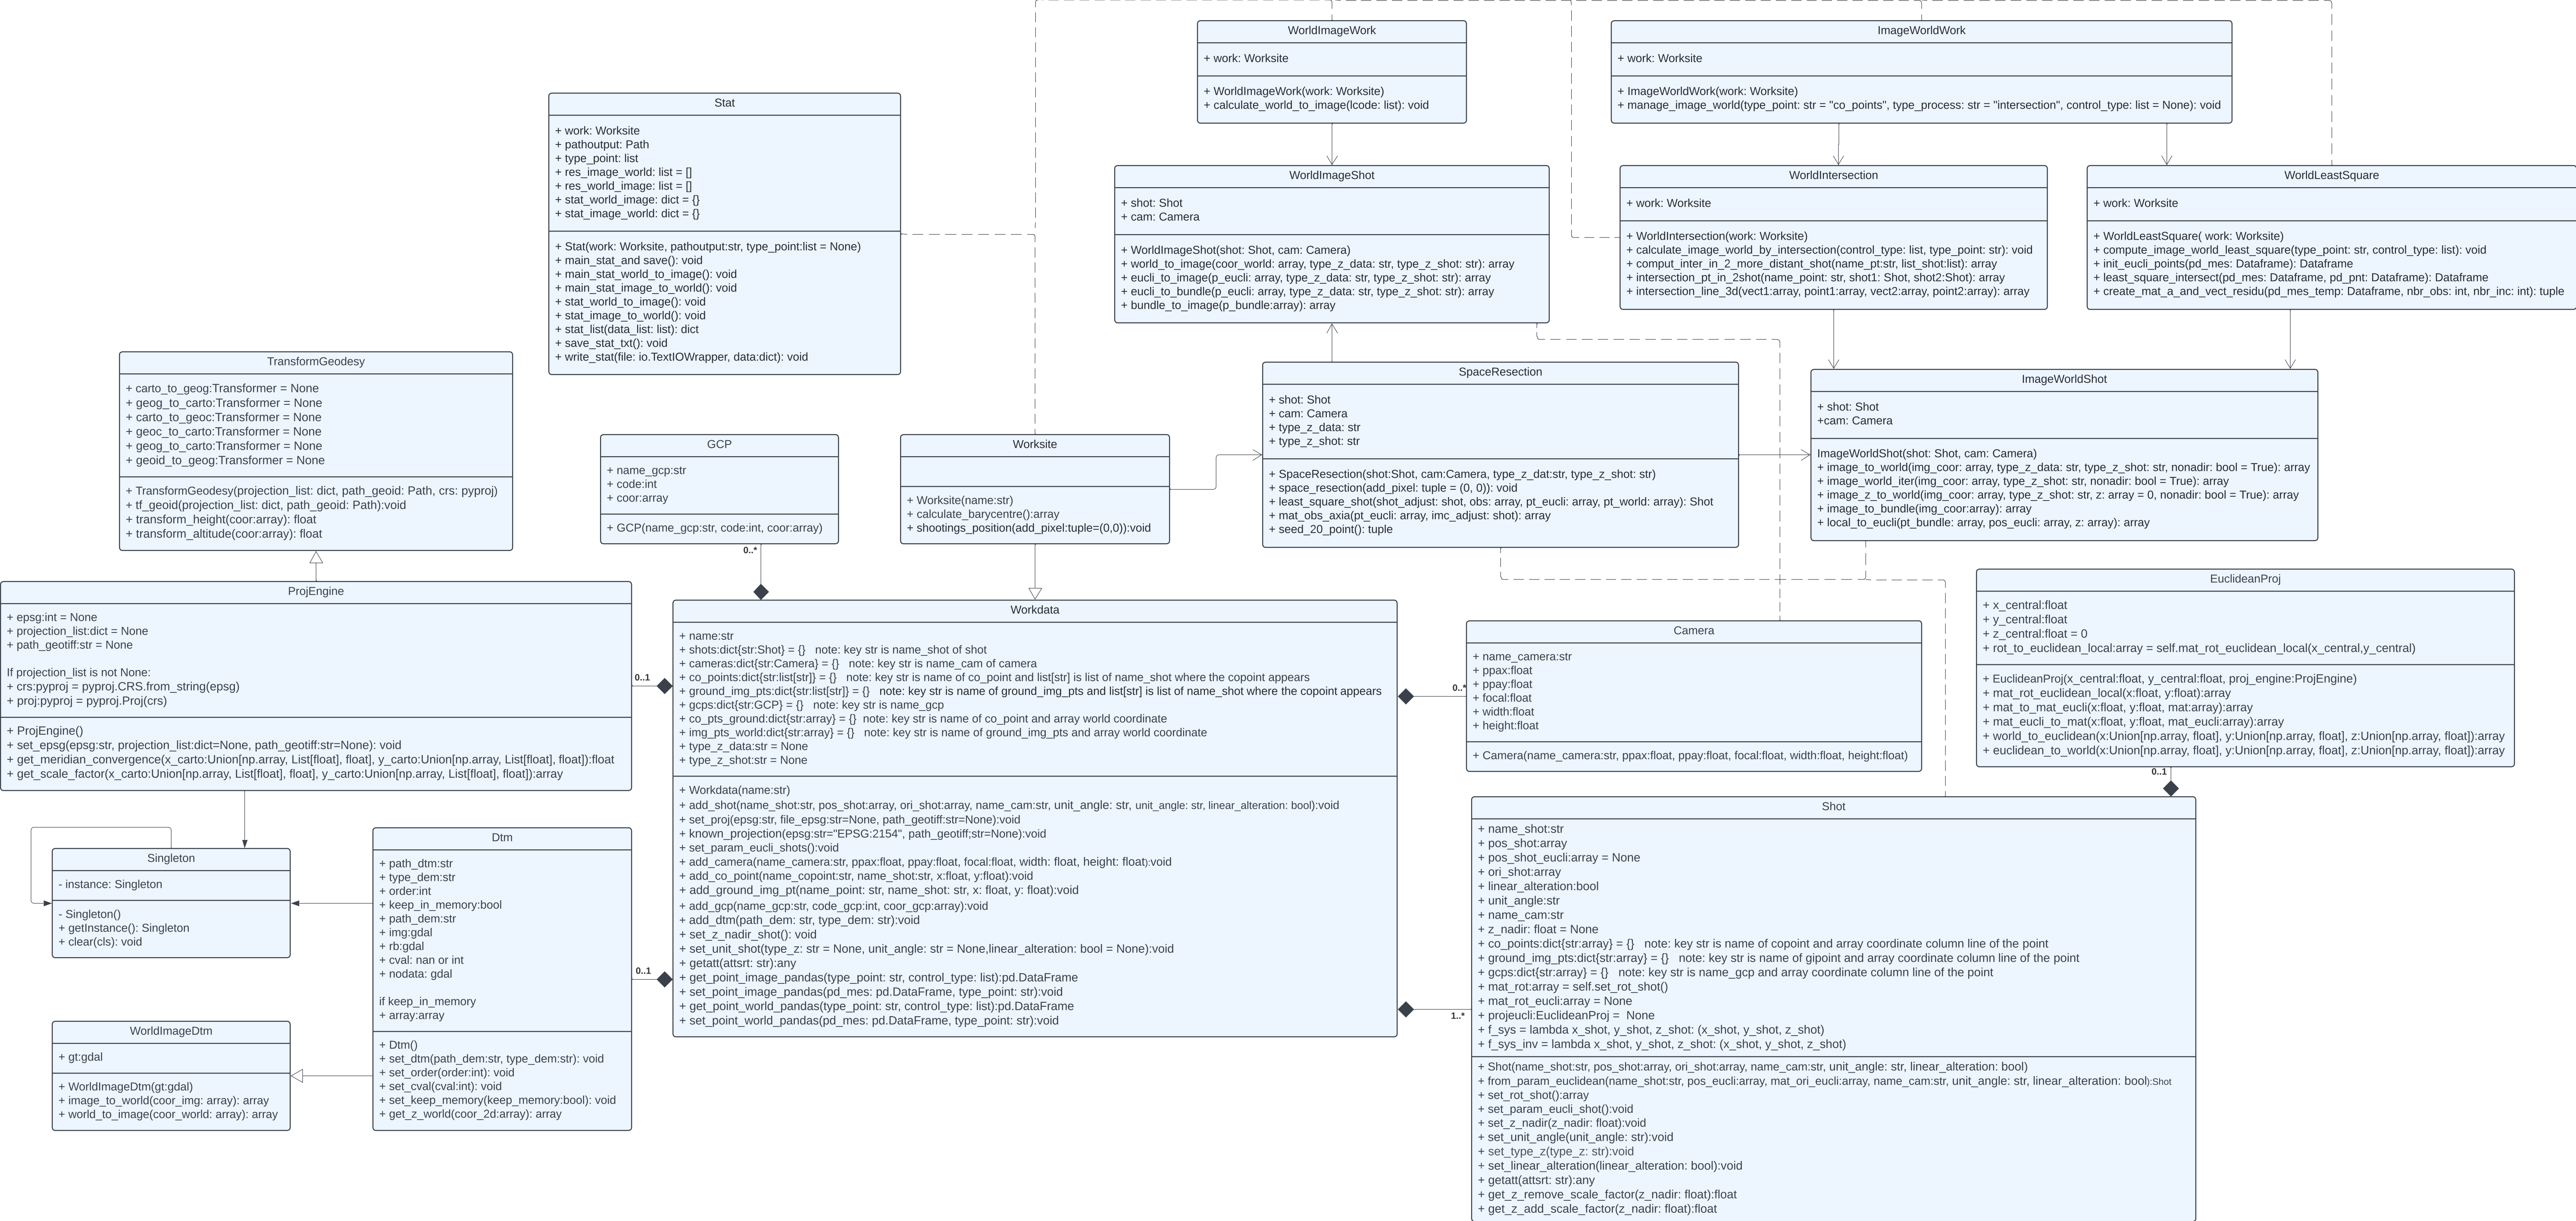 WorldImageWork
+ work: Worksite
+ WorldImageWork(work: Worksite)
+ calculate_world_to_image(lcode: list): void
ImageWorldWork
+ work: Worksite
+ ImageWorldWork(work: Worksite)
+ manage_image_world(type_point: str = "co_points", type_process: str = "intersection", control_type: list = None): void
Stat
+ work: Worksite
+ pathoutput: Path
+ type_point: list
+ res_image_world: list = []
+ res_world_image: list = []
+ stat_world_image: dict = {}
+ stat_image_world: dict = {}
+ Stat(work: Worksite, pathoutput:str, type_point:list = None)
+ main_stat_and save(): void
+ main_stat_world_to_image(): void
+ main_stat_image_to_world(): void
+ stat_world_to_image(): void
+ stat_image_to_world(): void
+ stat_list(data_list: list): dict
+ save_stat_txt(): void
+ write_stat(file: io.TextIOWrapper, data:dict): void
WorldImageShot
+ shot: Shot
+ cam: Camera
+ WorldImageShot(shot: Shot, cam: Camera)
+ world_to_image(coor_world: array, type_z_data: str, type_z_shot: str): array
+ eucli_to_image(p_eucli: array, type_z_data: str, type_z_shot: str): array
+ eucli_to_bundle(p_eucli: array, type_z_data: str, type_z_shot: str): array
+ bundle_to_image(p_bundle:array): array
WorldIntersection
+ work: Worksite
+ WorldIntersection(work: Worksite)
+ calculate_image_world_by_intersection(control_type: list, type_point: str): void
+ comput_inter_in_2_more_distant_shot(name_pt:str, list_shot:list): array
+ intersection_pt_in_2shot(name_point: str, shot1: Shot, shot2:Shot): array
+ intersection_line_3d(vect1:array, point1:array, vect2:array, point2:array): array
WorldLeastSquare
+ work: Worksite
+ WorldLeastSquare( work: Worksite)
+ compute_image_world_least_square(type_point: str, control_type: list): void
+ init_eucli_points(pd_mes: Dataframe): Dataframe
+ least_square_intersect(pd_mes: Dataframe, pd_pnt: Dataframe): Dataframe
+ create_mat_a_and_vect_residu(pd_mes_temp: Dataframe, nbr_obs: int, nbr_inc: int): tuple
TransformGeodesy
+ carto_to_geog:Transformer = None
+ geog_to_carto:Transformer = None
+ carto_to_geoc:Transformer = None
+ geoc_to_carto:Transformer = None
+ geog_to_carto:Transformer = None
+ geoid_to_geog:Transformer = None
+ TransformGeodesy(projection_list: dict, path_geoid: Path, crs: pyproj)
+ tf_geoid(projection_list: dict, path_geoid: Path):void
+ transform_height(coor:array): float
+ transform_altitude(coor:array): float
GCP
+ name_gcp:str
+ code:int
+ coor:array
+ GCP(name_gcp:str, code:int, coor:array)
0..*
Worksite
+ Worksite(name:str)
+ calculate_barycentre():array
+ shootings_position(add_pixel:tuple=(0,0)):void
SpaceResection
+ shot: Shot
+ cam: Camera
+ type_z_data: str
+ type_z_shot: str
+ SpaceResection(shot:Shot, cam:Camera, type_z_dat:str, type_z_shot: str)
+ space_resection(add_pixel: tuple = (0, 0)): void
+ least_square_shot(shot_adjust: shot, obs: array, pt_eucli: array, pt_world: array): Shot
+ mat_obs_axia(pt_eucli: array, imc_adjust: shot): array
+ seed_20_point(): tuple
ImageWorldShot
+ shot: Shot
+cam: Camera
ImageWorldShot(shot: Shot, cam: Camera)
+ image_to_world(img_coor: array, type_z_data: str, type_z_shot: str, nonadir: bool = True): array
+ image_world_iter(img_coor: array, type_z_shot: str, nonadir: bool = True): array
+ image_z_to_world(img_coor: array, type_z_shot: str, z: array = 0, nonadir: bool = True): array
+ image_to_bundle(img_coor:array): array
+ local_to_eucli(pt_bundle: array, pos_eucli: array, z: array): array
ProjEngine
+ epsg:int = None
+ projection_list:dict = None
+ path_geotiff:str = None
If projection_list is not None:
+ crs:pyproj = pyproj.CRS.from_string(epsg)
+ proj:pyproj = pyproj.Proj(crs)
+ ProjEngine()
+ set_epsg(epsg:str, projection_list:dict=None, path_geotiff:str=None): void
+ get_meridian_convergence(x_carto:Union[np.array, List[float], float], y_carto:Union[np.array, List[float], float]):float
+ get_scale_factor(x_carto:Union[np.array, List[float], float], y_carto:Union[np.array, List[float], float]):array
0..1
Workdata
+ name:str
+ shots:dict{str:Shot} = {} note: key str is name_shot of shot
+ cameras:dict{str:Camera} = {} note: key str is name_cam of camera
+ co_points:dict{str:list[str]} = {} note: key str is name of co_point and list[str] is list of name_shot where the copoint appears
+ ground_img_pts:dict{str:list[str]} = {} note: key str is name of ground_img_pts and list[str] is list of name_shot where the copoint appears
+ gcps:dict{str:GCP} = {} note: key str is name_gcp
+ co_pts_ground:dict{str:array} = {} note: key str is name of co_point and array world coordinate
+ img_pts_world:dict{str:array} = {} note: key str is name of ground_img_pts and array world coordinate
+ type_z_data:str = None
+ type_z_shot:str = None
+ Workdata(name:str)
+ add_shot(name_shot:str, pos_shot:array, ori_shot:array, name_cam:str, unit_angle: str, unit_angle: str, linear_alteration: bool):void
+ set_proj(epsg:str, file_epsg:str=None, path_geotiff:str=None):void
+ known_projection(epsg:str="EPSG:2154", path_geotiff;str=None):void
+ set_param_eucli_shots():void
+ add_camera(name_camera:str, ppax:float, ppay:float, focal:float, width: float, height: float):void
+ add_co_point(name_copoint:str, name_shot:str, x:float, y:float):void
+ add_ground_img_pt(name_point: str, name_shot: str, x: float, y: float):void
+ add_gcp(name_gcp:str, code_gcp:int, coor_gcp:array):void
+ add_dtm(path_dem: str, type_dem: str):void
+ set_z_nadir_shot(): void
+ set_unit_shot(type_z: str = None, unit_angle: str = None,linear_alteration: bool = None):void
+ getatt(attsrt: str):any
+ get_point_image_pandas(type_point: str, control_type: list):pd.DataFrame
+ set_point_image_pandas(pd_mes: pd.DataFrame, type_point: str):void
+ get_point_world_pandas(type_point: str, control_type: list):pd.DataFrame
+ set_point_world_pandas(pd_mes: pd.DataFrame, type_point: str):void
0..*
Camera
+ name_camera:str
+ ppax:float
+ ppay:float
+ focal:float
+ width:float
+ height:float
+ Camera(name_camera:str, ppax:float, ppay:float, focal:float, width:float, height:float)
EuclideanProj
+ x_central:float
+ y_central:float
+ z_central:float = 0
+ rot_to_euclidean_local:array = self.mat_rot_euclidean_local(x_central,y_central)
+ EuclideanProj(x_central:float, y_central:float, proj_engine:ProjEngine)
+ mat_rot_euclidean_local(x:float, y:float):array
+ mat_to_mat_eucli(x:float, y:float, mat:array):array
+ mat_eucli_to_mat(x:float, y:float, mat_eucli:array):array
+ world_to_euclidean(x:Union[np.array, float], y:Union[np.array, float], z:Union[np.array, float]):array
+ euclidean_to_world(x:Union[np.array, float], y:Union[np.array, float], z:Union[np.array, float]):array
0..1
Singleton
- instance: Singleton
- Singleton()
+ getInstance(): Singleton
+ clear(cls): void
Dtm
+ path_dtm:str
+ type_dem:str
+ order:int
+ keep_in_memory:bool
+ path_dem:str
+ img:gdal
+ rb:gdal
+ cval: nan or int
+ nodata: gdal
if keep_in_memory
+ array:array
+ Dtm()
+ set_dtm(path_dem:str, type_dem:str): void
+ set_order(order:int): void
+ set_cval(cval:int): void
+ set_keep_memory(keep_memory:bool): void
+ get_z_world(coor_2d:array): array
0..1
WorldImageDtm
+ gt:gdal
+ WorldImageDtm(gt:gdal)
+ image_to_world(coor_img: array): array
+ world_to_image(coor_world: array): array
1..*
Shot
+ name_shot:str
+ pos_shot:array
+ pos_shot_eucli:array = None
+ ori_shot:array
+ linear_alteration:bool
+ unit_angle:str
+ name_cam:str
+ z_nadir: float = None
+ co_points:dict{str:array} = {} note: key str is name of copoint and array coordinate column line of the point
+ ground_img_pts:dict{str:array} = {} note: key str is name of gipoint and array coordinate column line of the point
+ gcps:dict{str:array} = {} note: key str is name_gcp and array coordinate column line of the point
+ mat_rot:array = self.set_rot_shot()
+ mat_rot_eucli:array = None
+ projeucli:EuclideanProj = None
+ f_sys = lambda x_shot, y_shot, z_shot: (x_shot, y_shot, z_shot)
+ f_sys_inv = lambda x_shot, y_shot, z_shot: (x_shot, y_shot, z_shot)
+ Shot(name_shot:str, pos_shot:array, ori_shot:array, name_cam:str, unit_angle: str, linear_alteration: bool)
+ from_param_euclidean(name_shot:str, pos_eucli:array, mat_ori_eucli:array, name_cam:str, unit_angle: str, linear_alteration: bool):Shot
+ set_rot_shot():array
+ set_param_eucli_shot():void
+ set_z_nadir(z_nadir: float):void
+ set_unit_angle(unit_angle: str):void
+ set_type_z(type_z: str):void
+ set_linear_alteration(linear_alteration: bool):void
+ getatt(attsrt: str):any
+ get_z_remove_scale_factor(z_nadir: float):float
+ get_z_add_scale_factor(z_nadir: float):float